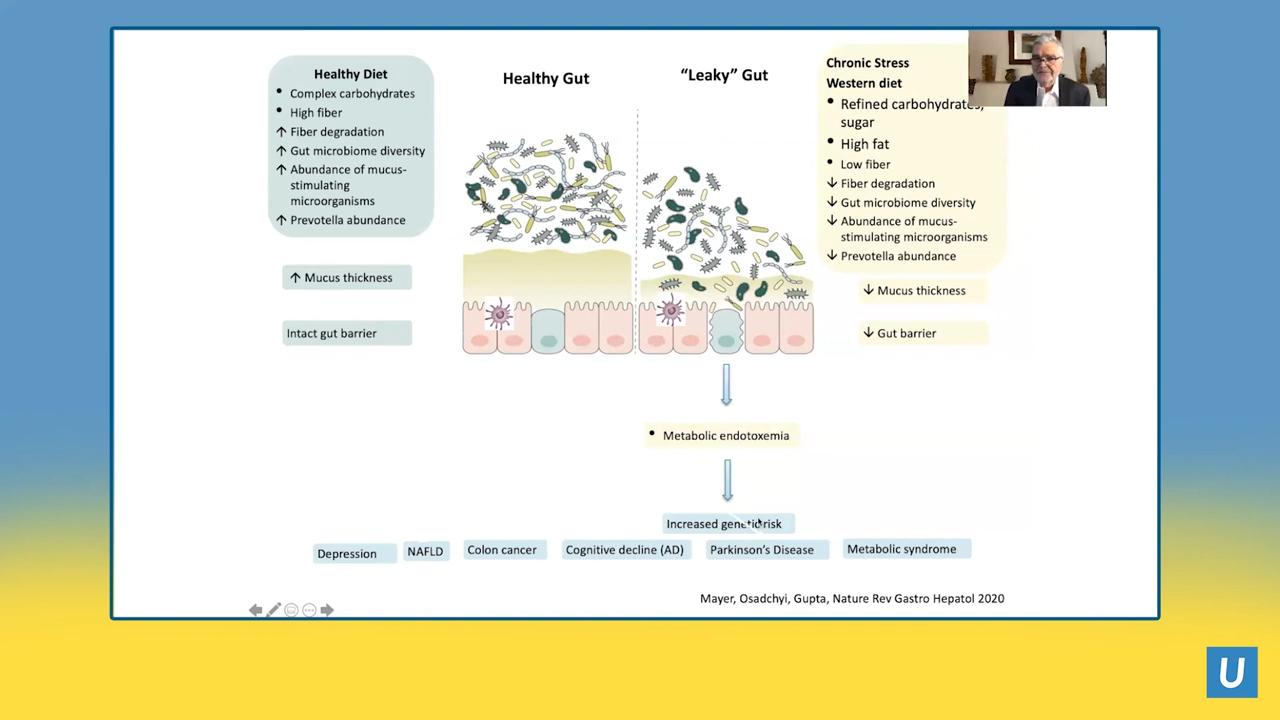 Healthy Diet
• Complex carbohydrates
• High fiber
↑ Fiber degradation
↑ Gut microbiome diversity
↑ Abundance of mucus-
stimulating
microorganisms
↑ Prevotella abundance
↑ Mucus thickness
Intact gut barrier
Healthy Gut
“Leaky” Gut
Chronic Stress
Western diet
• Refined carbohydrates,
sugar
• High fat
• Low fiber
↓ Fiber degradation
↓ Gut microbiome diversity
↓ Abundance of mucus-
stimulating microorganisms
↓ Prevotella abundance
↓ Mucus thickness
↓ Gut barrier
• Metabolic endotoxemia
Increased genetic risk
Depression
NAFLD
Colon cancer
Cognitive decline (AD)
Parkinson’s Disease
Metabolic syndrome
Mayer, Osadchyi, Gupta, Nature Rev Gastro Hepatol 2020
U